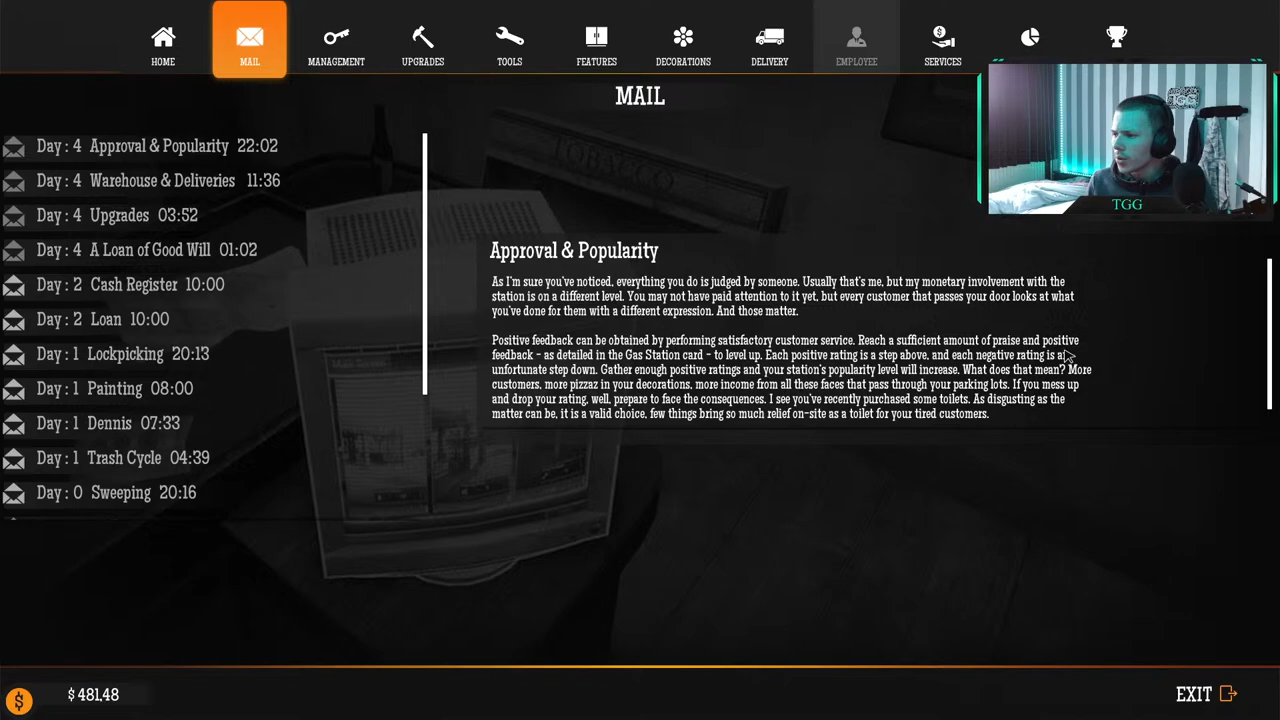 HOME
MAIL
MANAGEMENT
UPGRADES
TOOLS
FEATURES
DECORATIONS
DELIVERY
EMPLOYEE
SERVICES
MAIL
TGG
TGG
Day : 4 Approval & Popularity 22:02
Day : 4 Warehouse & Deliveries 11:36
Day : 4 Upgrades 03:52
Day : 4 A Loan of Good Will 01:02
Day : 2 Cash Register 10:00
Day : 2 Loan 10:00
Day : 1 Lockpicking 20:13
Day : 1 Painting 08:00
Day : 1 Dennis 07:33
Day : 1 Trash Cycle 04:39
Day : 0 Sweeping 20:16
TOBACCO
Approval & Popularity
As I'm sure you've noticed, everything you do is judged by someone. Usually that's me, but my monetary involvement with the
station is on a different level. You may not have paid attention to it yet, but every customer that passes your door looks at what
you've done for them with a different expression. And those matter.
Positive feedback can be obtained by performing satisfactory customer service. Reach a sufficient amount of praise and positive
feedback - as detailed in the Gas Station card - to level up. Each positive rating is a step above, and each negative rating is a
unfortunate step down. Gather enough positive ratings and your station's popularity level will increase. What does that mean? More
customers, more pizzaz in your decorations, more income from all these faces that pass through your parking lots. If you mess up
and drop your rating, well, prepare to face the consequences. I see you've recently purchased some toilets. As disgusting as the
matter can be, it is a valid choice, few things bring so much relief on-site as a toilet for your tired customers.
$ 481,48
EXIT